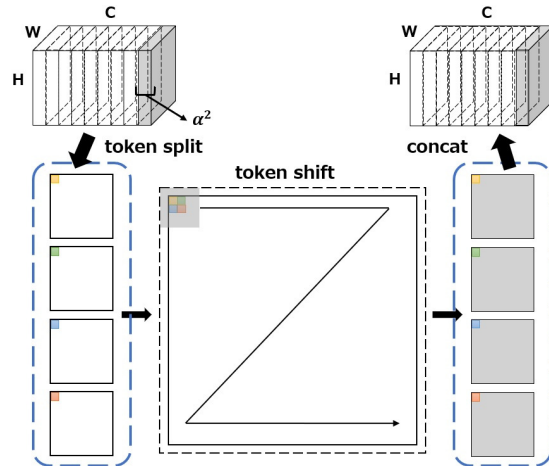 C
W
H
α²
token split
token shift
C
W
H
concat